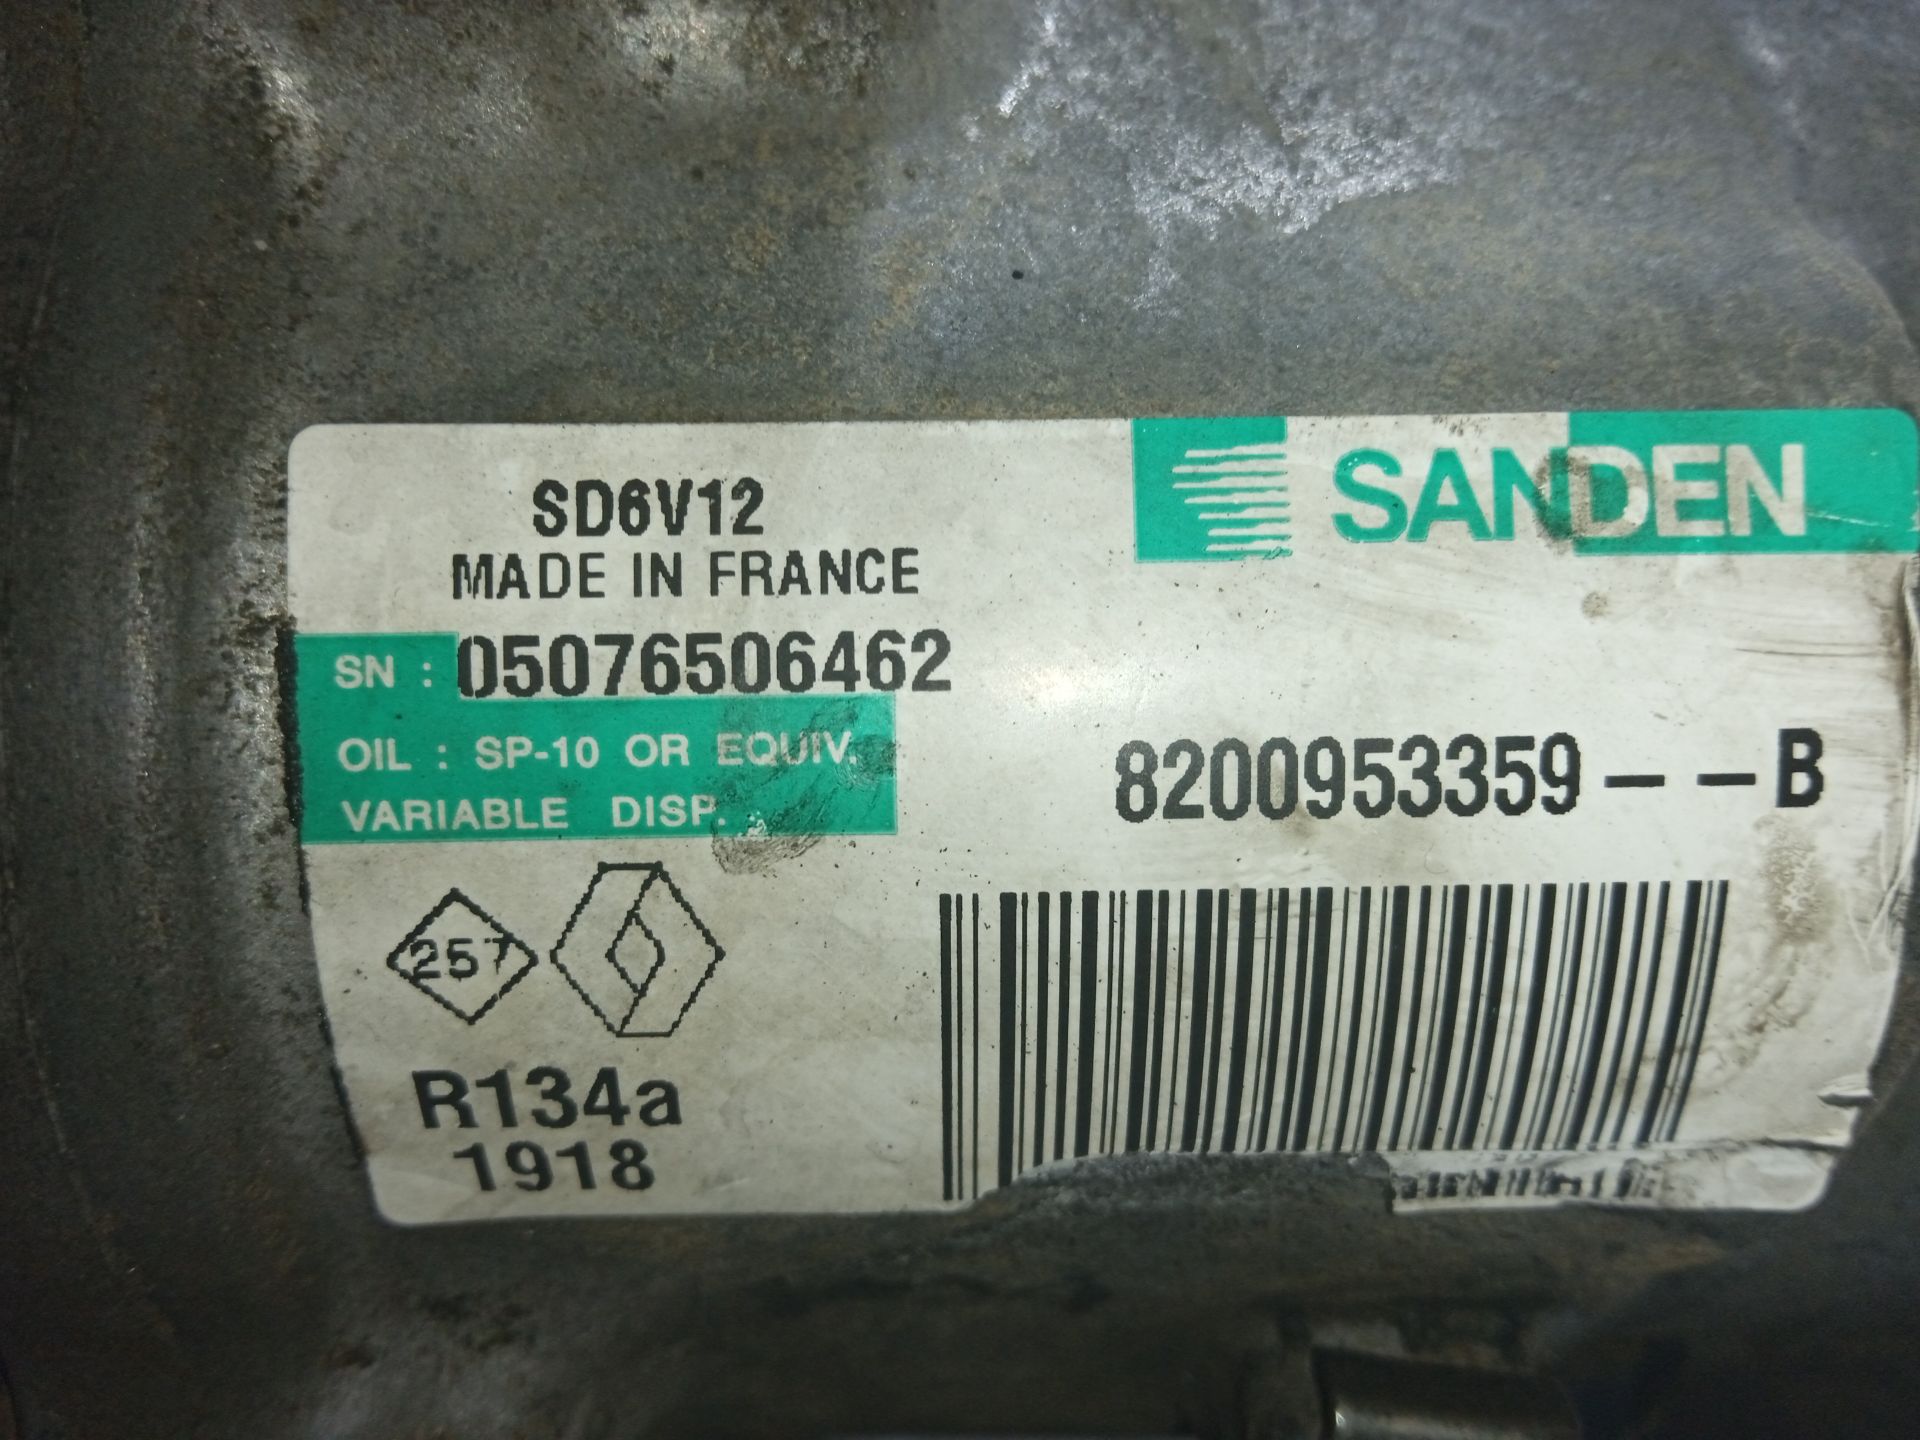 SANDEN
SD6V12
MADE IN FRANCE
SN : 05076506462
OIL : SP-10 OR EQUIV.
VARIABLE DISP.
8200953359 - - B
257
R134a
1918